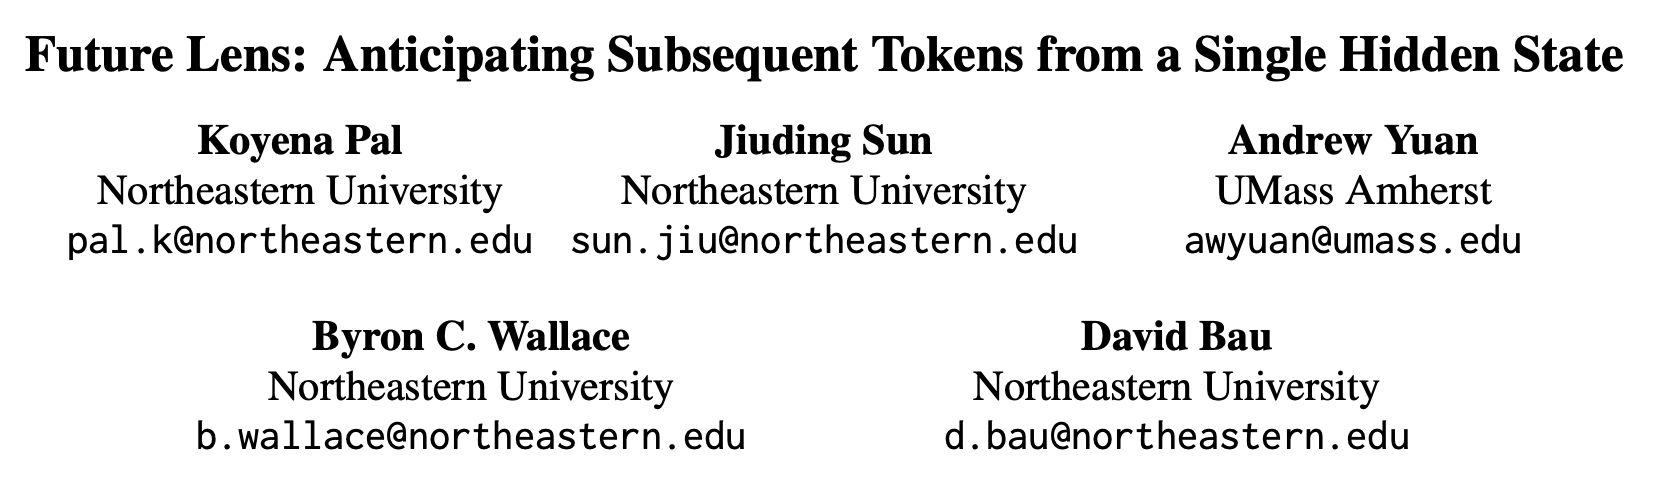 Future Lens: Anticipating Subsequent Tokens from a Single Hidden State
Koyena Pal Jiuding Sun Andrew Yuan
Northeastern University Northeastern University UMass Amherst
pal.k@northeastern.edu sun.jiu@northeastern.edu awyuan@umass.edu
Byron C. Wallace David Bau
Northeastern University Northeastern University
b.wallace@northeastern.edu d.bau@northeastern.edu